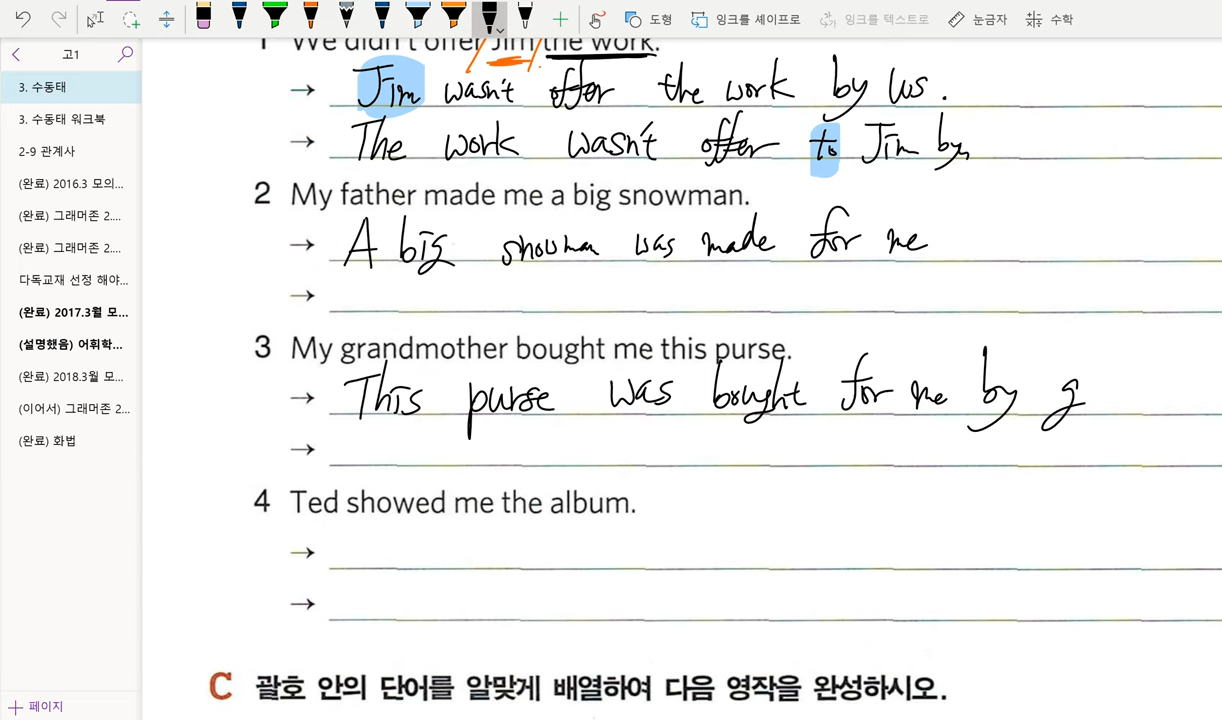 도형
잉크를 셰이프로
잉크를 텍스트로
눈금자
수학
고1
3. 수동태
3. 수동태 워크북
2-9 관계사
(완료) 2016.3 모의...
(완료) 그래머존 2....
(완료) 그래머존 2....
다독교재 선정 해야...
(완료) 2017.3월 모...
(설명했음) 어휘학...
(완료) 2018.3월 모...
(이어서) 그래머존 2...
(완료) 화법
페이지
1 We didn't offer Jim the work.
→ Jim wasn't offer the work by us.
→ The work wasn't offer to Jim by
2 My father made me a big snowman.
→ A big snowman was made for me
→
3 My grandmother bought me this purse.
→ This purse was bought for me by g
→
4 Ted showed me the album.
→
→
C 괄호 안의 단어를 알맞게 배열하여 다음 영작을 완성하시오.